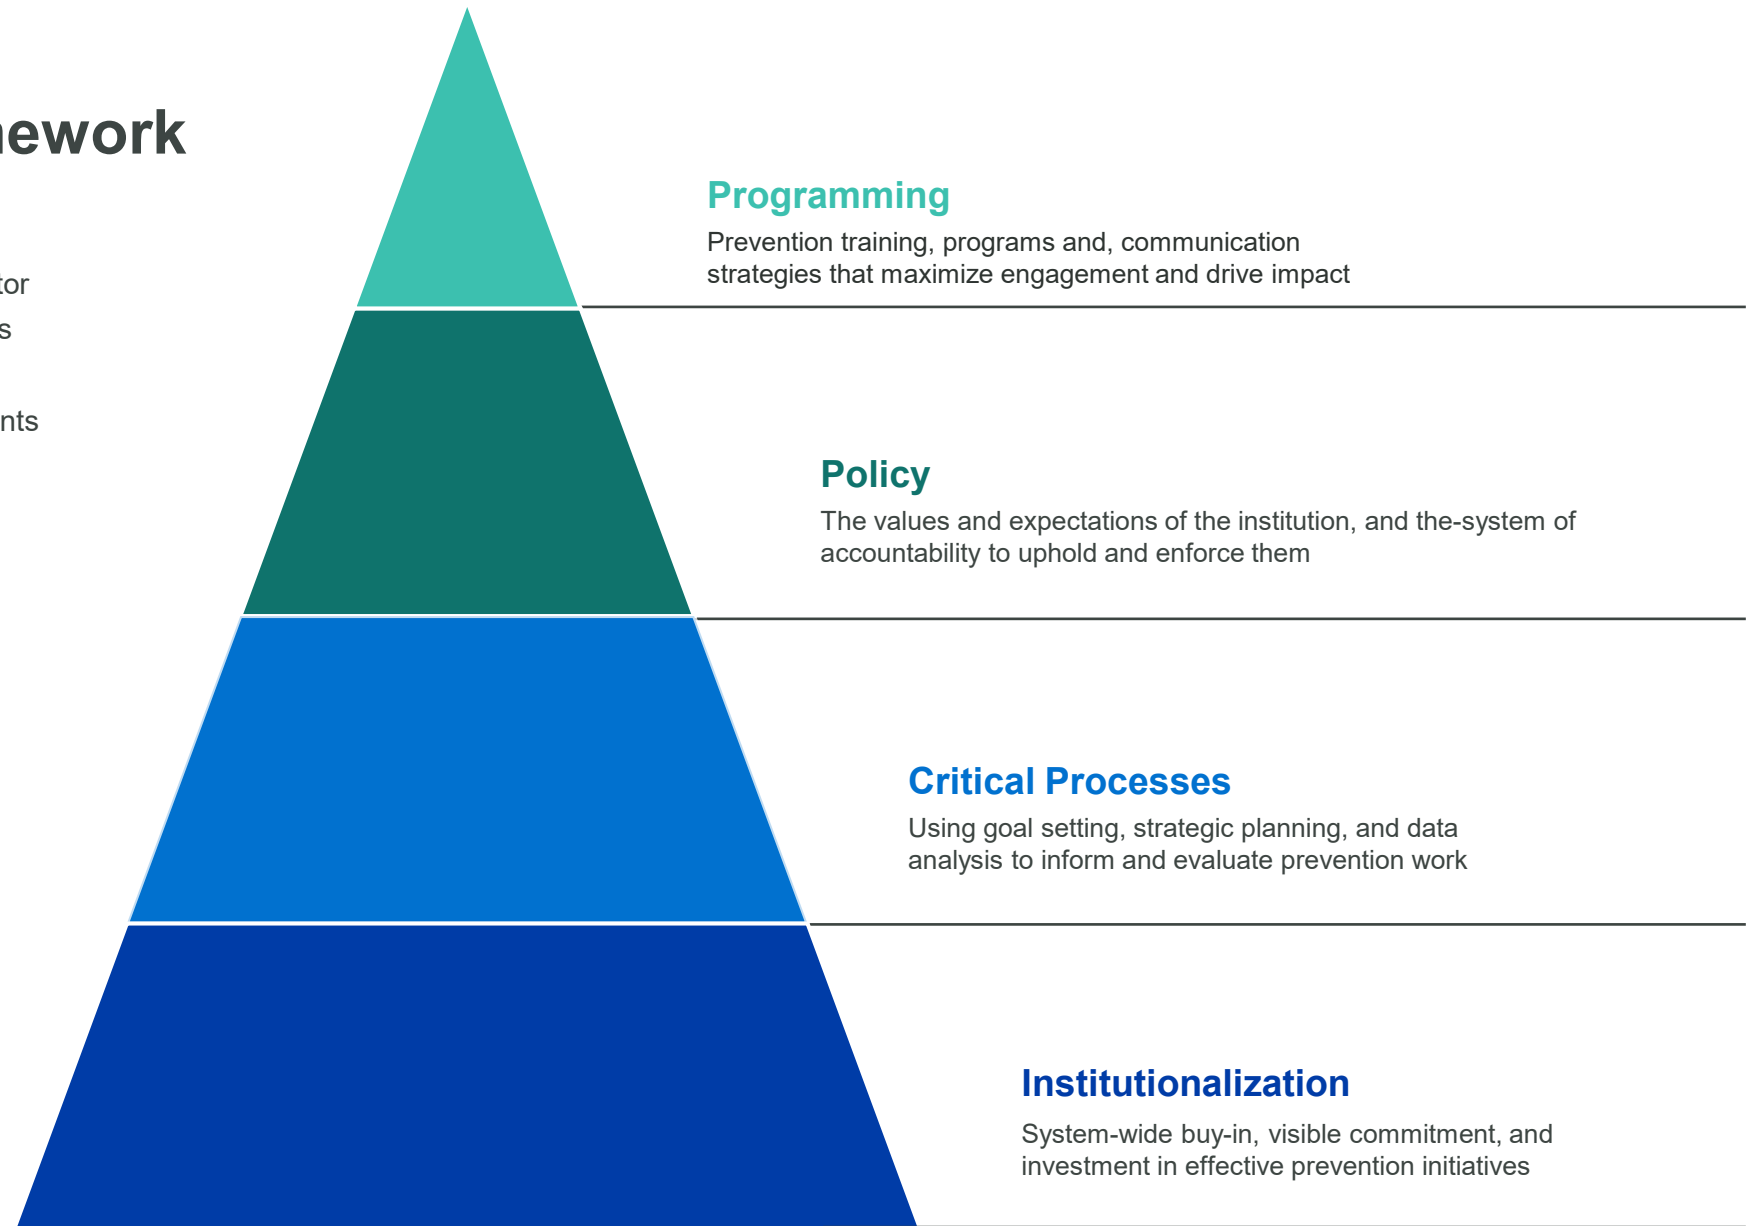 ework
tor
s
nts
Programming
Prevention training, programs and, communication
strategies that maximize engagement and drive impact
Policy
The values and expectations of the institution, and the-system of
accountability to uphold and enforce them
Critical Processes
Using goal setting, strategic planning, and data
analysis to inform and evaluate prevention work
Institutionalization
System-wide buy-in, visible commitment, and
investment in effective prevention initiatives